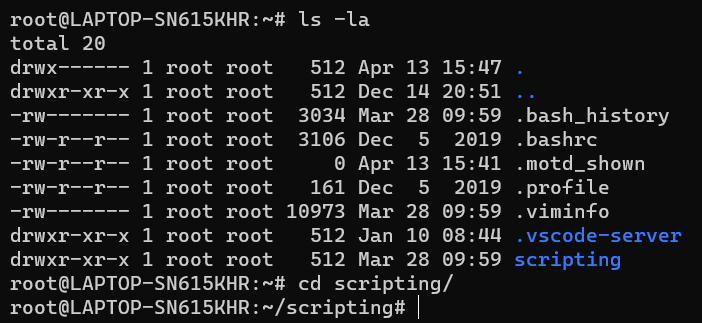 root@LAPTOP-SN615KHR:~# ls -la
total 20
drwx------ 1 root root   512 Apr 13 15:47 .
drwxr-xr-x 1 root root   512 Dec 14 20:51 ..
-rw------- 1 root root  3034 Mar 28 09:59 .bash_history
-rw-r--r-- 1 root root  3106 Dec  5  2019 .bashrc
-rw-r--r-- 1 root root     0 Apr 13 15:41 .motd_shown
-rw-r--r-- 1 root root   161 Dec  5  2019 .profile
-rw------- 1 root root 10973 Mar 28 09:59 .viminfo
drwxr-xr-x 1 root root   512 Jan 10 08:44 .vscode-server
drwxr-xr-x 1 root root   512 Mar 28 09:59 scripting
root@LAPTOP-SN615KHR:~# cd scripting/
root@LAPTOP-SN615KHR:~/scripting#